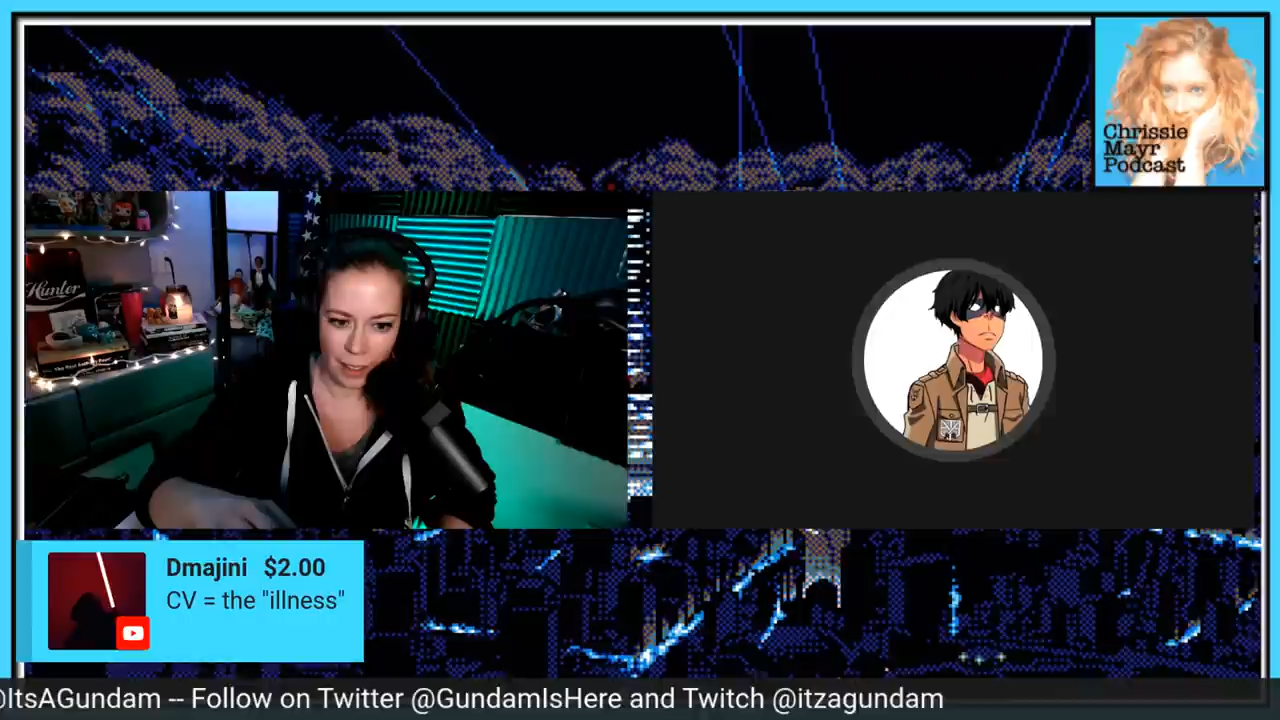 Chrissie
Mayr
Podcast
Hunter
Dmajini $2.00
CV = the "illness"
@ItsAGundam -- Follow on Twitter @GundamIsHere and Twitch @itzagundam